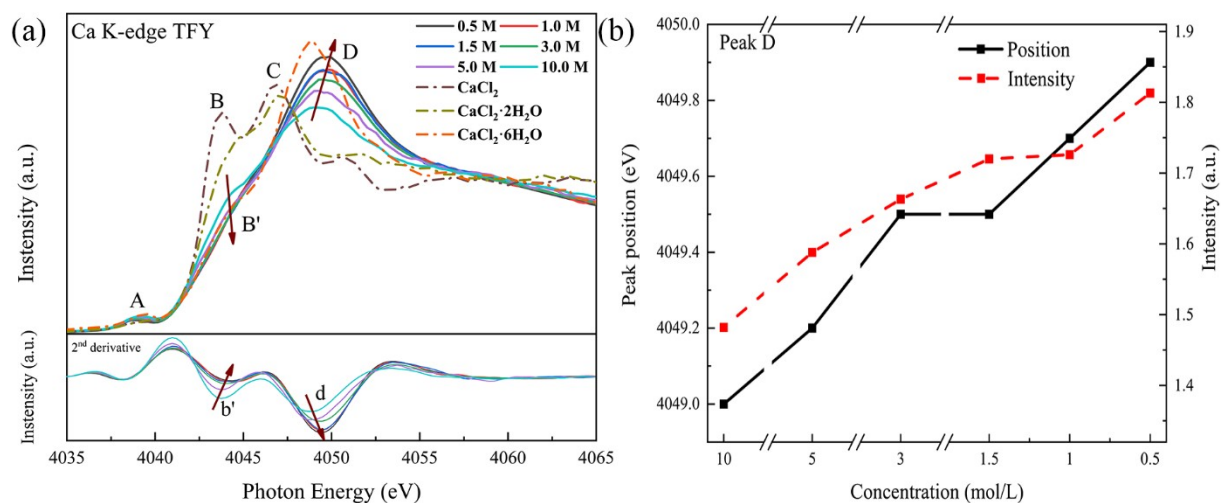 (a)
Ca K-edge TFY
0.5 M 1.0 M
1.5 M 3.0 M
5.0 M 10.0 M
CaCl₂
CaCl₂·2H₂O
CaCl₂·6H₂O
A
B
B'
C
D
Instensity (a.u.)
2nd derivative
b'
d
Instensity (a.u.)
4035 4040 4045 4050 4055 4060 4065
Photon Energy (eV)
(b)
Peak D
Position
Intensity
4050.0
4049.8
4049.6
4049.4
4049.2
4049.0
Peak position (eV)
1.9
1.8
1.7
1.6
1.5
1.4
Intensity (a.u.)
10 5 3 1.5 1 0.5
Concentration (mol/L)